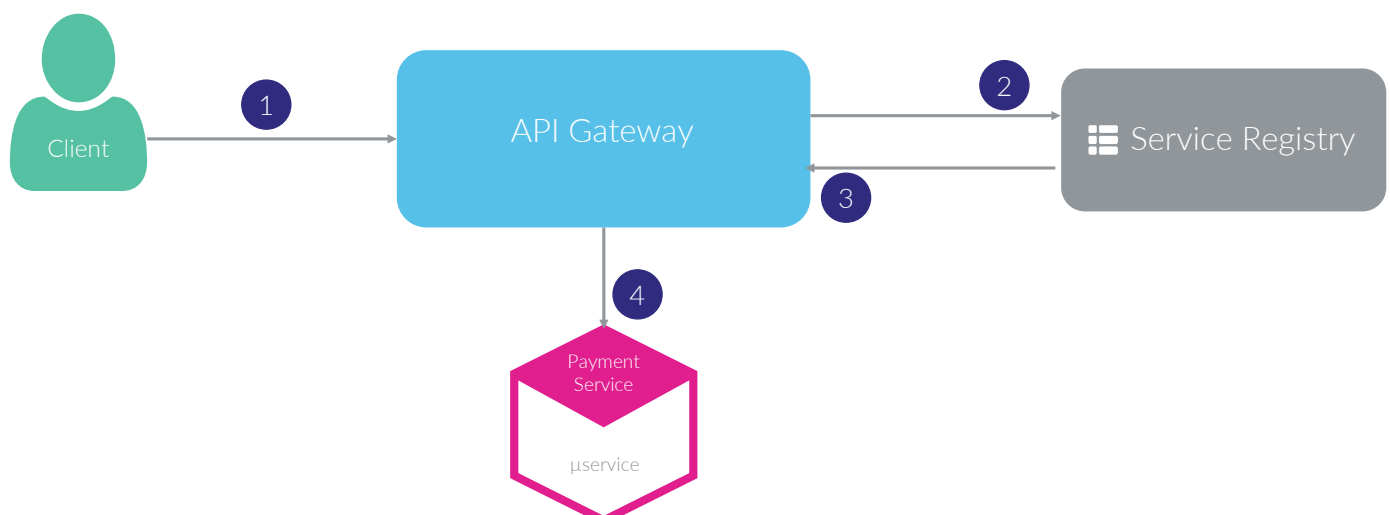 Client
1
API Gateway
2
Service Registry
3
4
Payment
Service
µservice